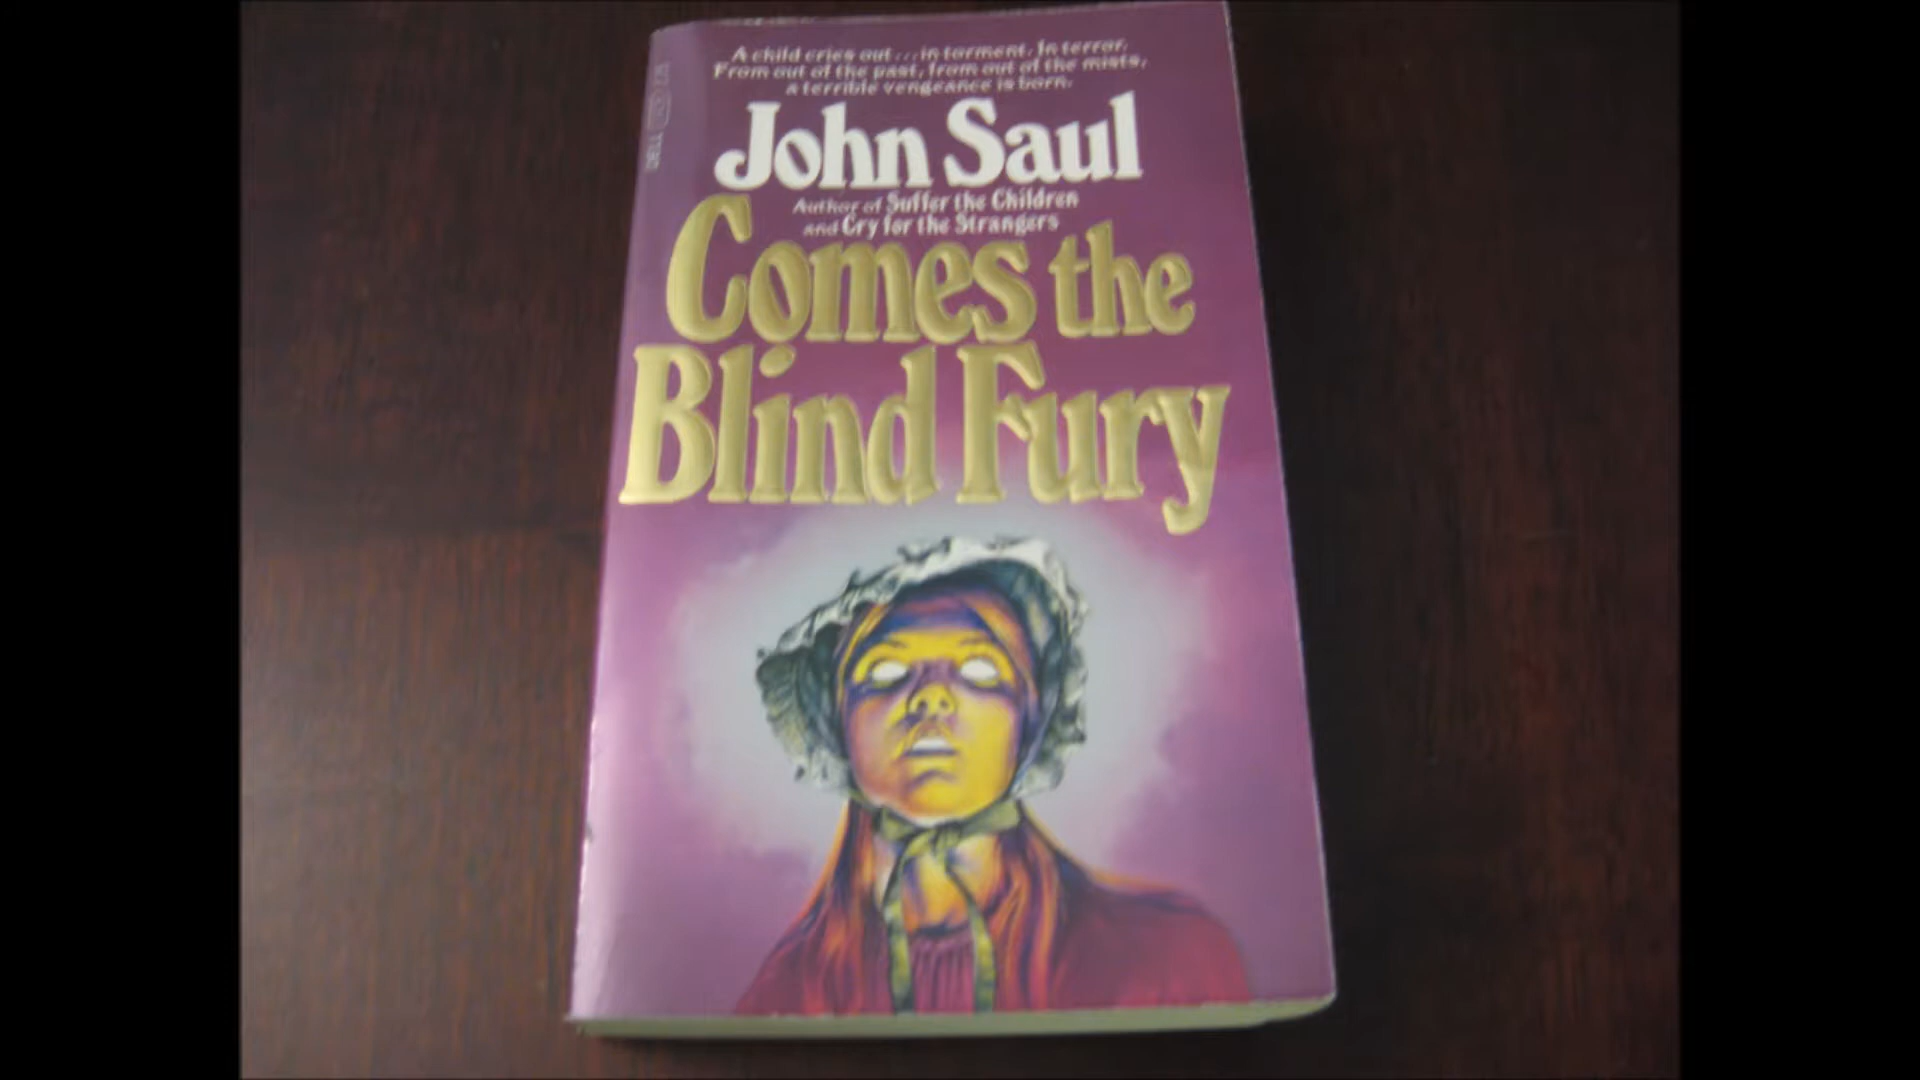 A child cries out... in torment. In terror.
From out of the past, from out of the mists,
a terrible vengeance is born.
John Saul
Author of Suffer the Children
and Cry for the Strangers
Comes the
Blind Fury